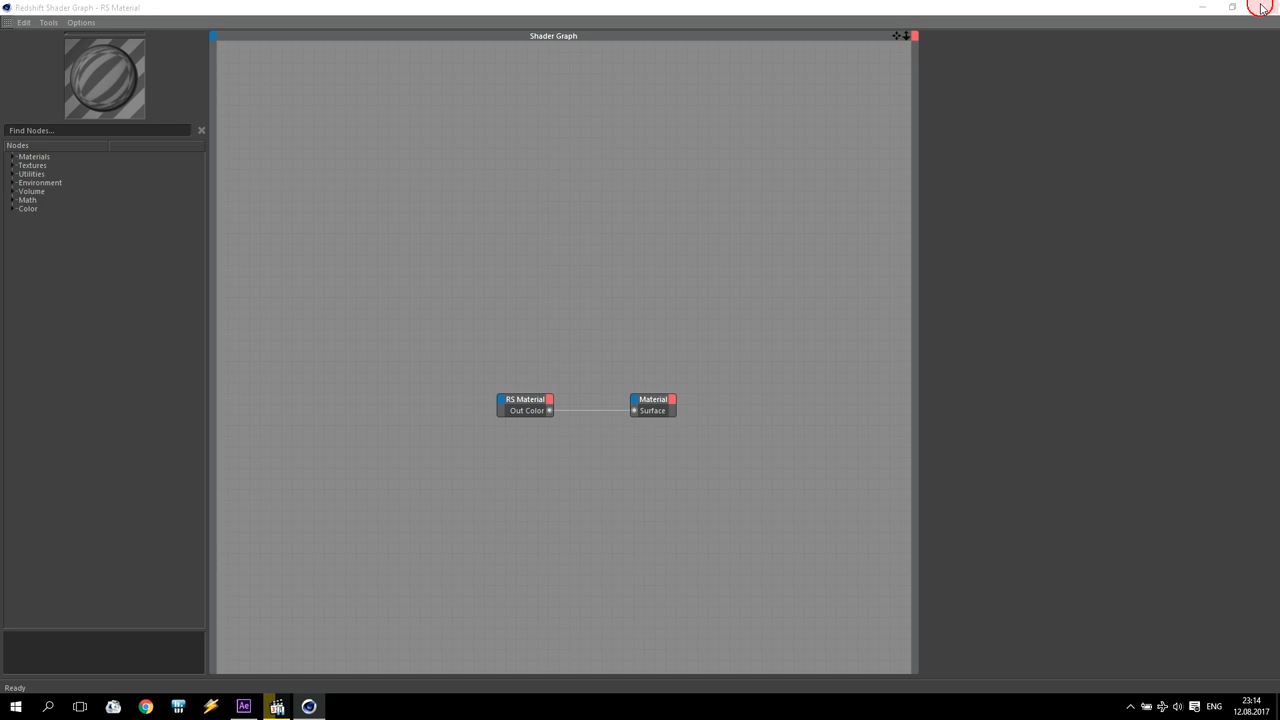 Redshift Shader Graph - RS Material
Edit Tools Options
Shader Graph
Find Nodes...
Nodes
Materials
Textures
Utilities
Environment
Volume
Math
Color
RS Material
Out Color
Material
Surface
Ready
Ae
ENG
23:14
12.08.2017